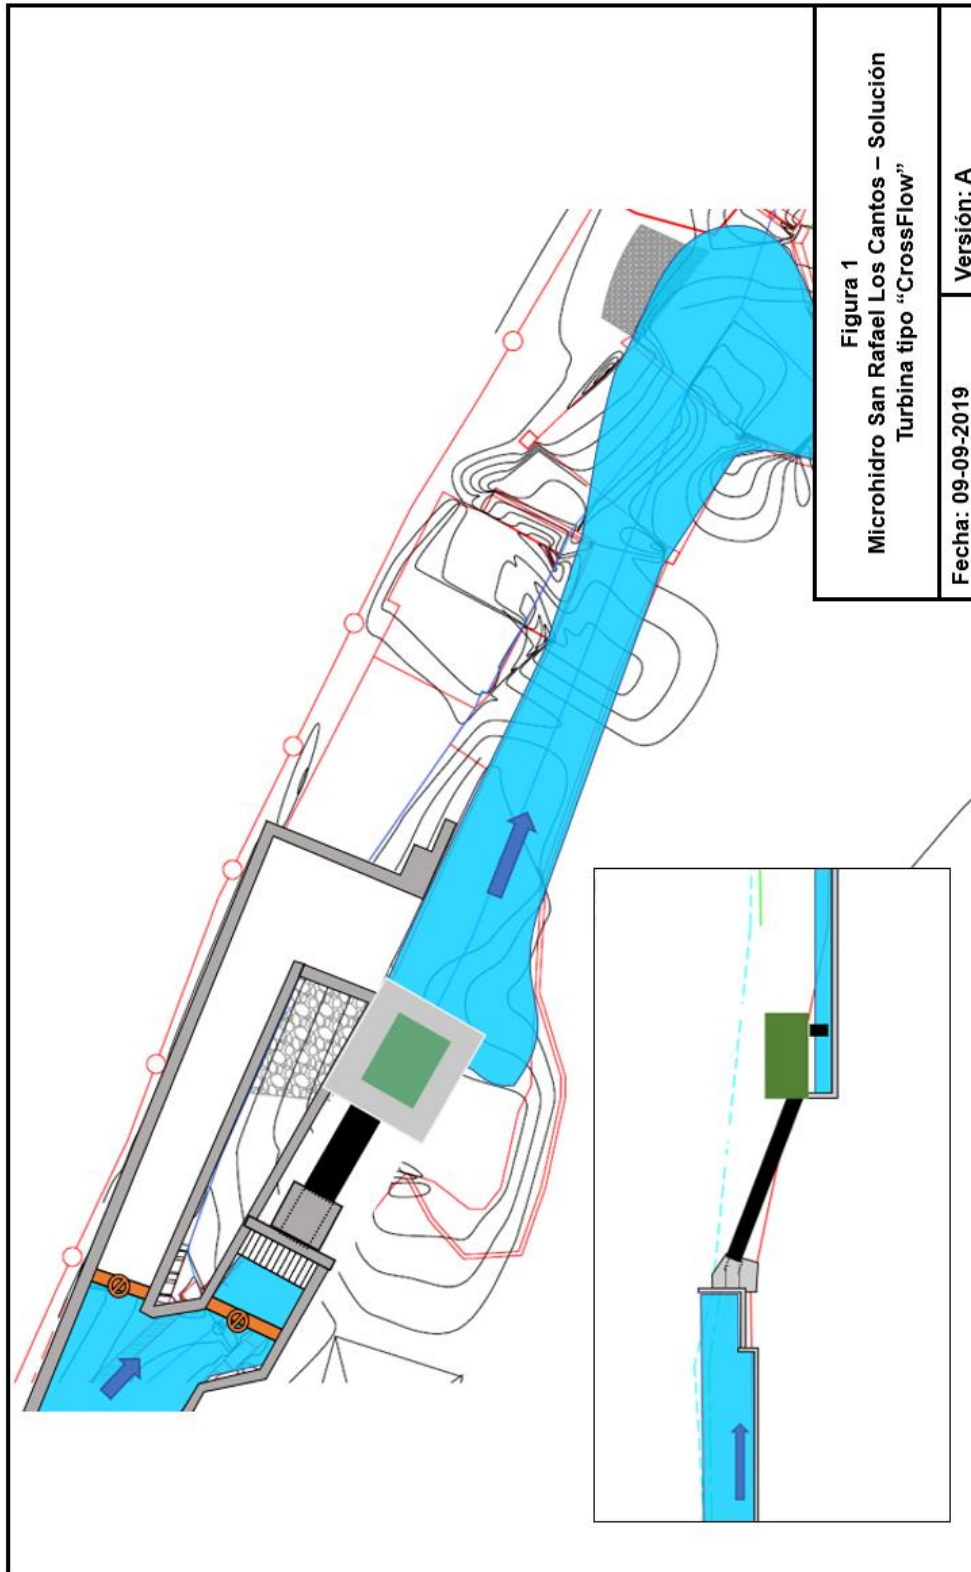 Figura 1
Microhidro San Rafael Los Cantos – Solución
Turbina tipo “CrossFlow”
Fecha: 09-09-2019
Versión: A